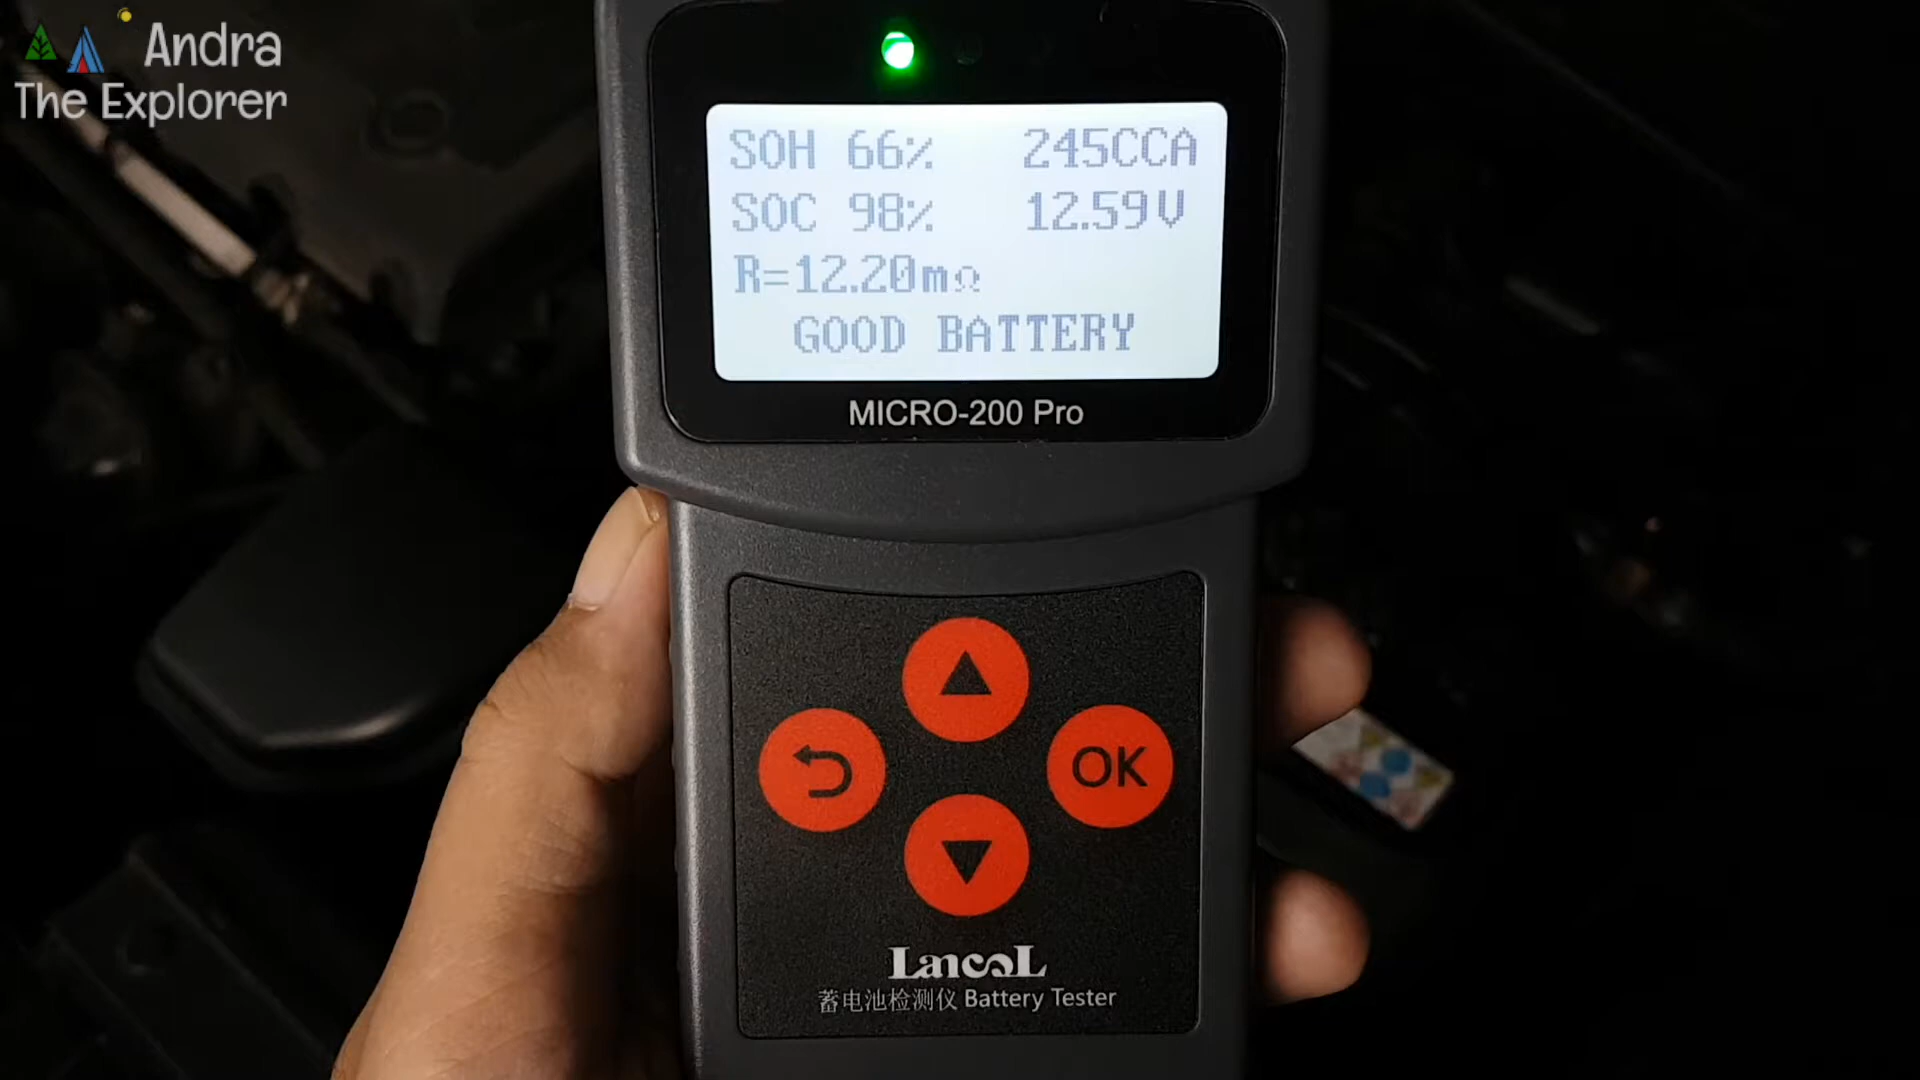 Andra
The Explorer
SOH 66% 245CCA
SOC 98% 12.59V
R=12.20mΩ
GOOD BATTERY
MICRO-200 Pro
OK
LancoL
蓄电池检测仪 Battery Tester